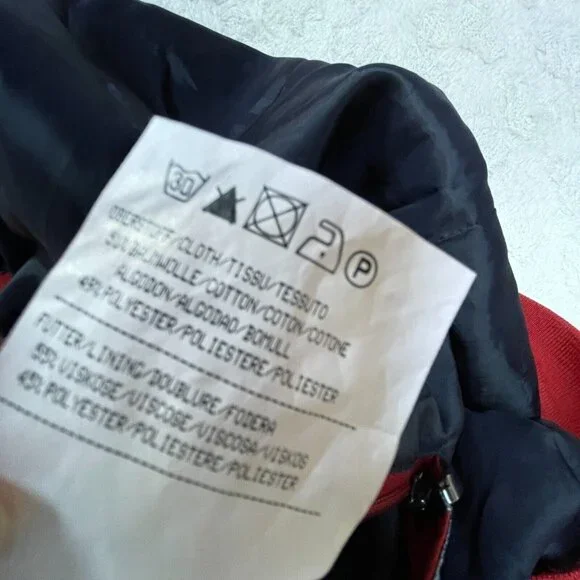 30 P
OBERSTOFF/CLOTH/TISSU/TESSUTO
55% BAUMWOLLE/COTTON/COTON/COTONE
ALGODON/ALGODAO/BOMULL
45% POLYESTER/POLIESTERE/POLIESTER
FUTTER/LINING/DOUBLURE/FODERA
55% VISKOSE/VISCOSE/VISCOSA/VISKOS
45% POLYESTER/POLIESTERE/POLIESTER